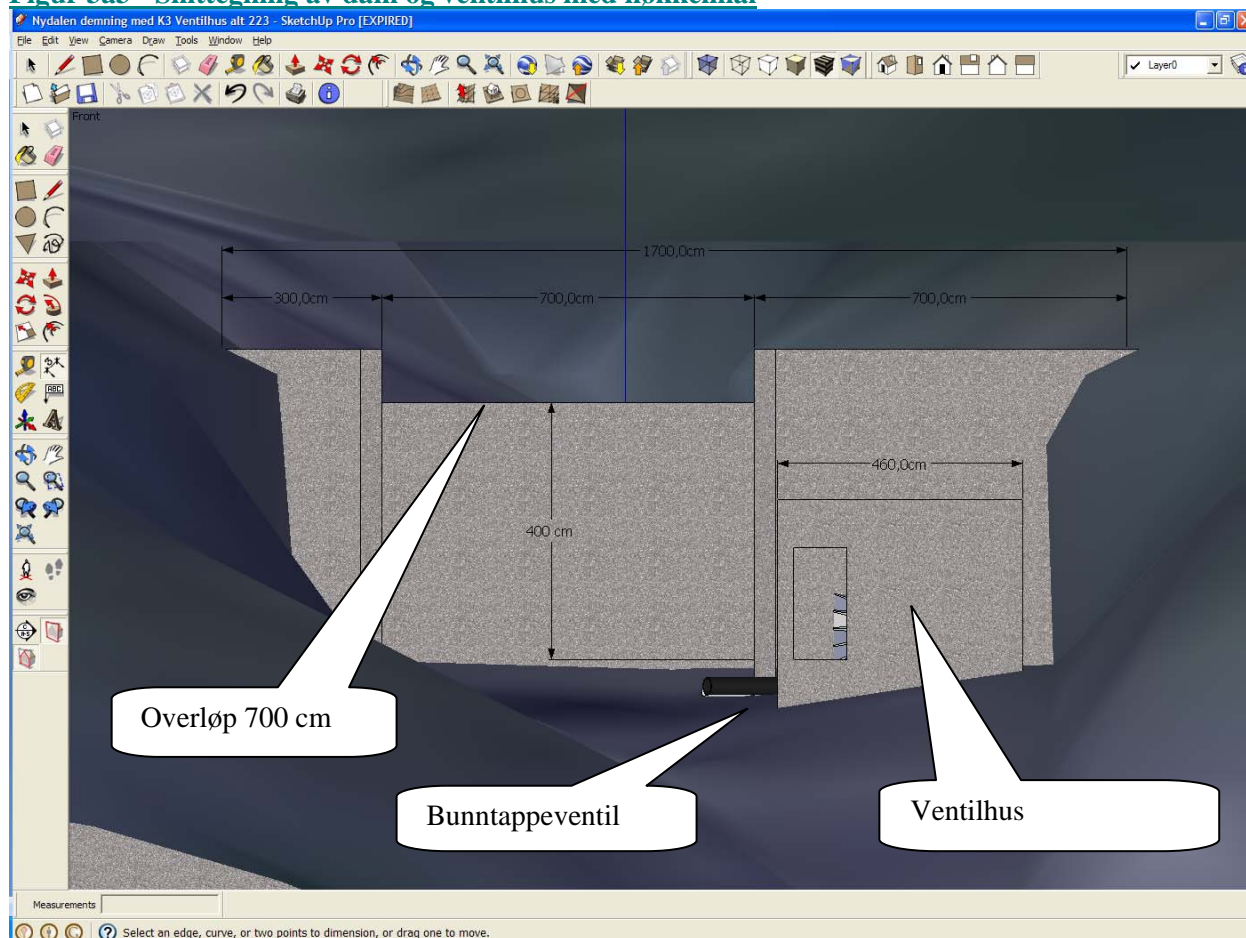 Nydalen demning med K3 Ventilhus alt 223 - SketchUp Pro [EXPIRED]
File Edit View Camera Draw Tools Window Help
Layer0
Front
1700,0cm
300,0cm
700,0cm
700,0cm
460,0cm
400 cm
ABC
Overløp 700 cm
Bunntappeventil
Ventilhus
Measurements
Select an edge, curve, or two points to dimension, or drag one to move.